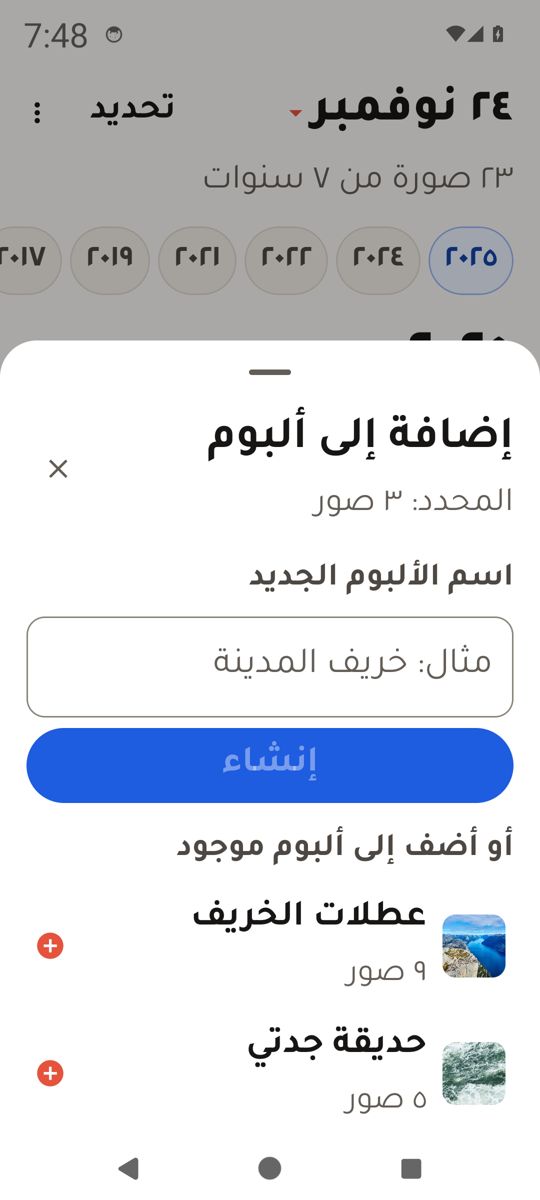 7:48
٢٤ نوفمبر
تحديد
٢٣ صورة من ٧ سنوات
٢٠٢٥
٢٠٢٤
٢٠٢٢
٢٠٢١
٢٠١٩
٢٠١٧
إضافة إلى ألبوم
المحدد: ٣ صور
اسم الألبوم الجديد
مثال: خريف المدينة
إنشاء
أو أضف إلى ألبوم موجود
عطلات الخريف
٩ صور
حديقة جدتي
٥ صور